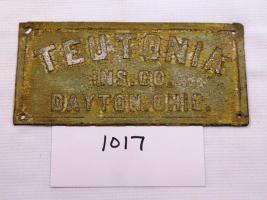 TEUTONIA
INS. CO.
DAYTON. OHIO.
1017